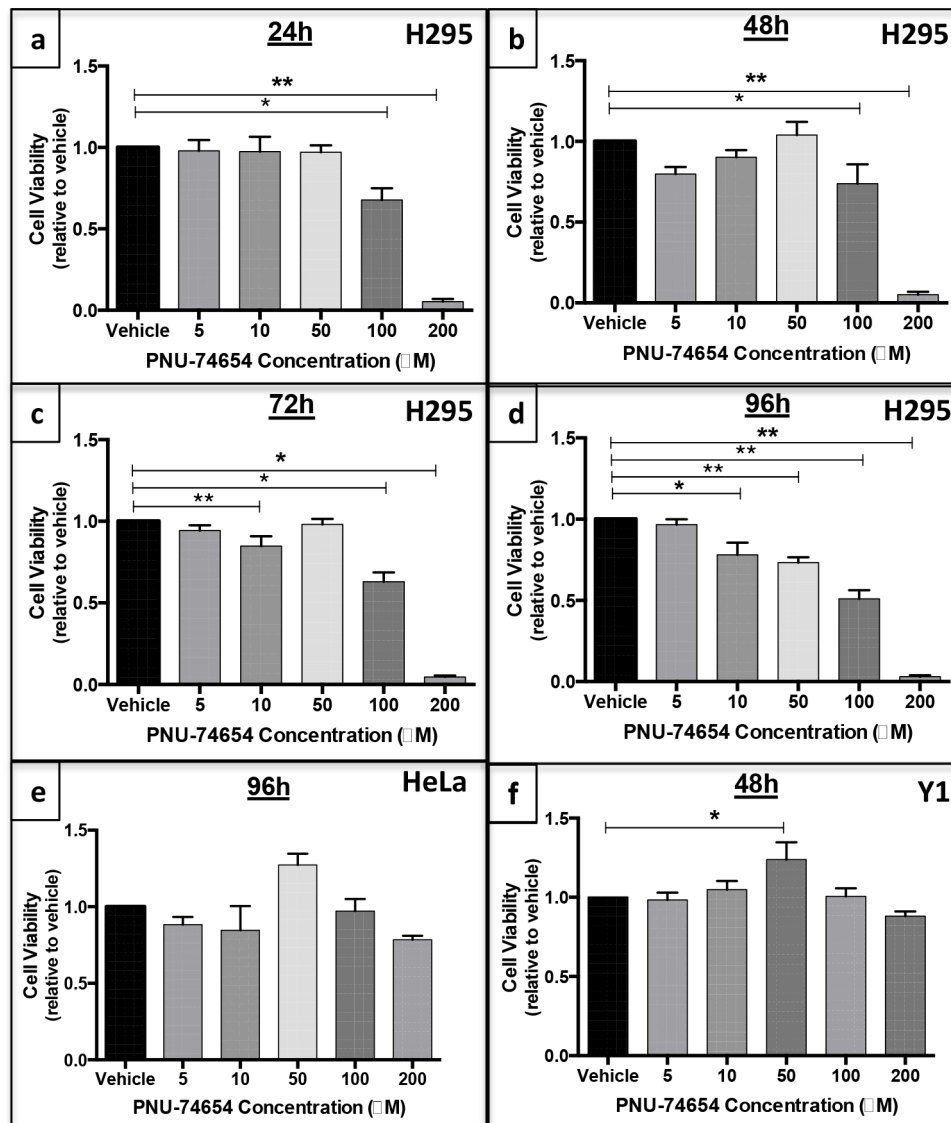 a 24h H295
**
*
1.5
1.0
0.5
0.0
Cell Viability
(relative to vehicle)
Vehicle 5 10 50 100 200
PNU-74654 Concentration (□M)
b 48h H295
**
*
1.5
1.0
0.5
0.0
Cell Viability
(relative to vehicle)
Vehicle 5 10 50 100 200
PNU-74654 Concentration (□M)
c 72h H295
*
*
**
1.5
1.0
0.5
0.0
Cell Viability
(relative to vehicle)
Vehicle 5 10 50 100 200
PNU-74654 Concentration (□M)
d 96h H295
**
**
**
*
1.5
1.0
0.5
0.0
Cell Viability
(relative to vehicle)
Vehicle 5 10 50 100 200
PNU-74654 Concentration (□M)
e 96h HeLa
1.5
1.0
0.5
0.0
Cell Viability
(relative to vehicle)
Vehicle 5 10 50 100 200
PNU-74654 Concentration (□M)
f 48h Y1
*
1.5
1.0
0.5
0.0
Cell Viability
(relative to vehicle)
Vehicle 5 10 50 100 200
PNU-74654 Concentration (□M)